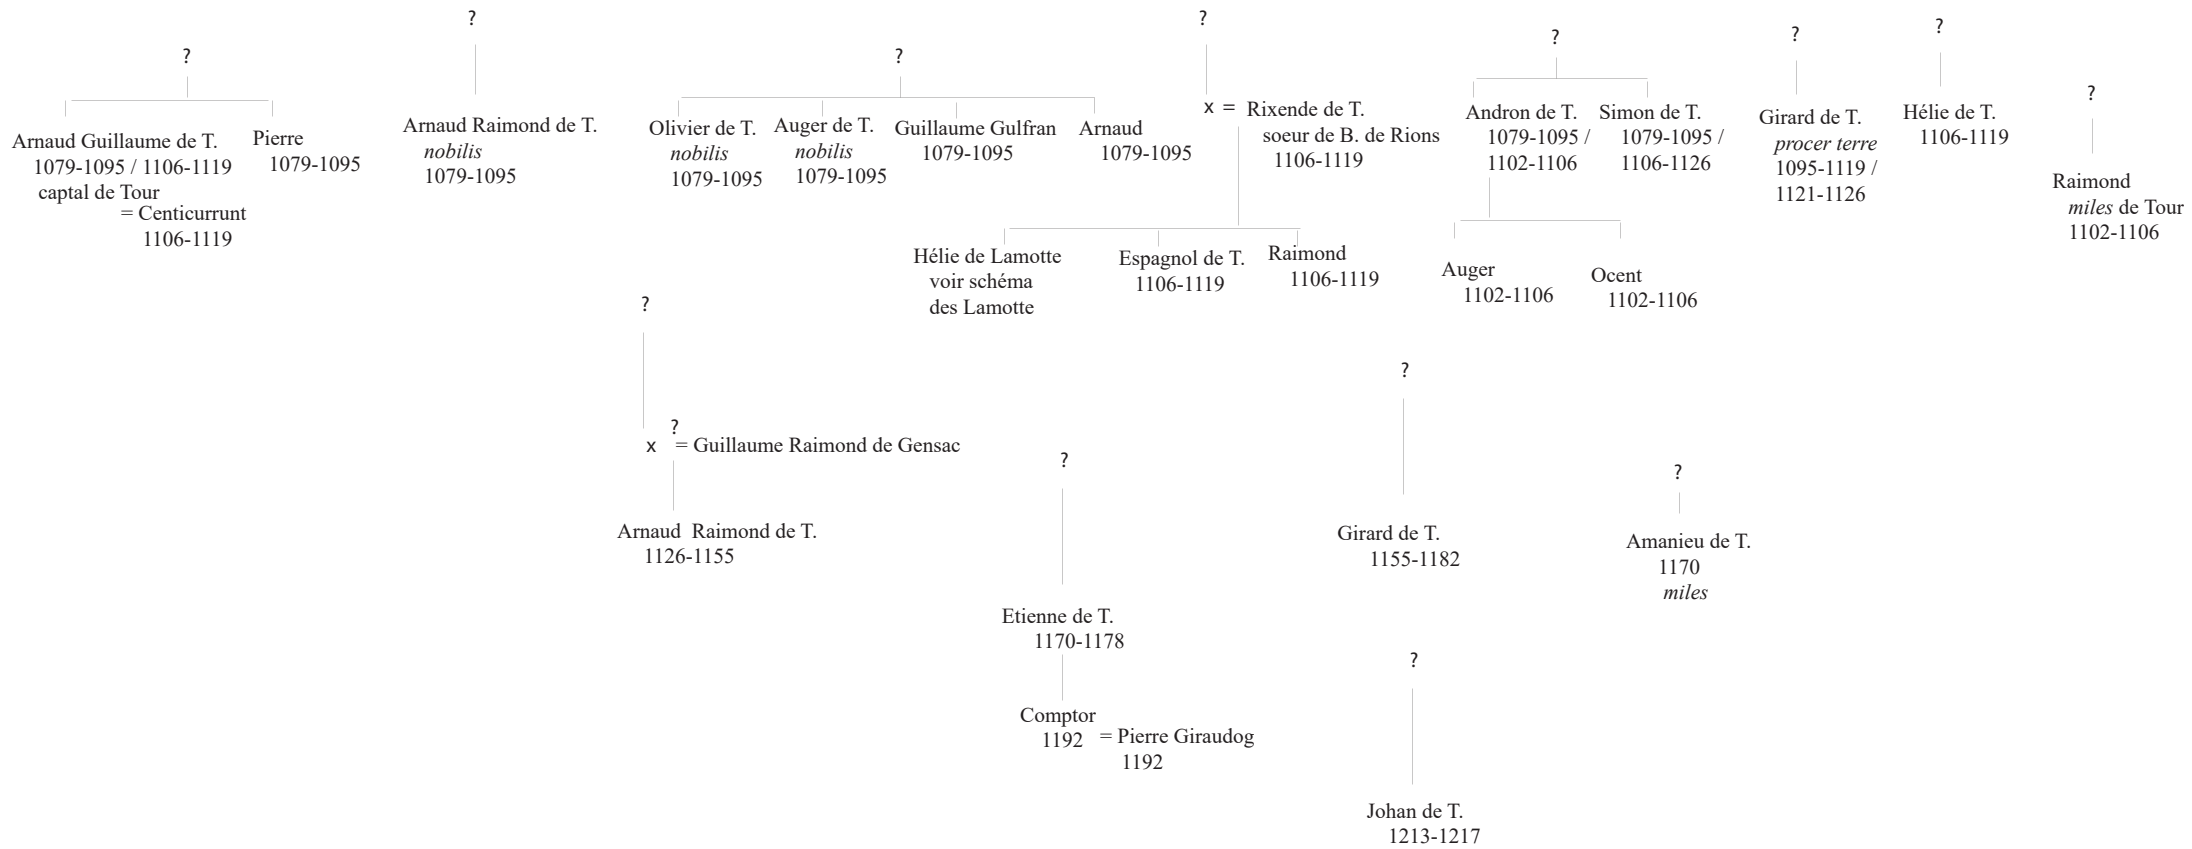 ?
?
?
?
?
?
?
?
?
Arnaud Guillaume de T.
1079-1095 / 1106-1119
captal de Tour
= Centicurrunt
1106-1119
Pierre
1079-1095
Arnaud Raimond de T.
nobilis
1079-1095
Olivier de T.
nobilis
1079-1095
Auger de T.
nobilis
1079-1095
Guillaume Gulfran
1079-1095
Arnaud
1079-1095
x = Rixende de T.
soeur de B. de Rions
1106-1119
Andron de T.
1079-1095 /
1102-1106
Simon de T.
1079-1095 /
1106-1126
Girard de T.
procer terre
1095-1119 /
1121-1126
Hélie de T.
1106-1119
Raimond
miles de Tour
1102-1106
Hélie de Lamotte
voir schéma
des Lamotte
Espagnol de T.
1106-1119
Raimond
1106-1119
Auger
1102-1106
Ocent
1102-1106
?
?
x = Guillaume Raimond de Gensac
Arnaud Raimond de T.
1126-1155
?
Etienne de T.
1170-1178
Comptor
1192
= Pierre Giraudog
1192
?
Girard de T.
1155-1182
?
Amanieu de T.
1170
miles
?
Johan de T.
1213-1217